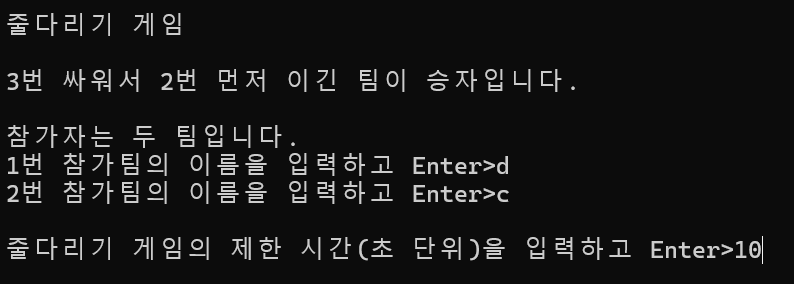 줄다리기 게임
3번 싸워서 2번 먼저 이긴 팀이 승자입니다.
참가자는 두 팀입니다.
1번 참가팀의 이름을 입력하고 Enter>d
2번 참가팀의 이름을 입력하고 Enter>c
줄다리기 게임의 제한 시간(초 단위)을 입력하고 Enter>10